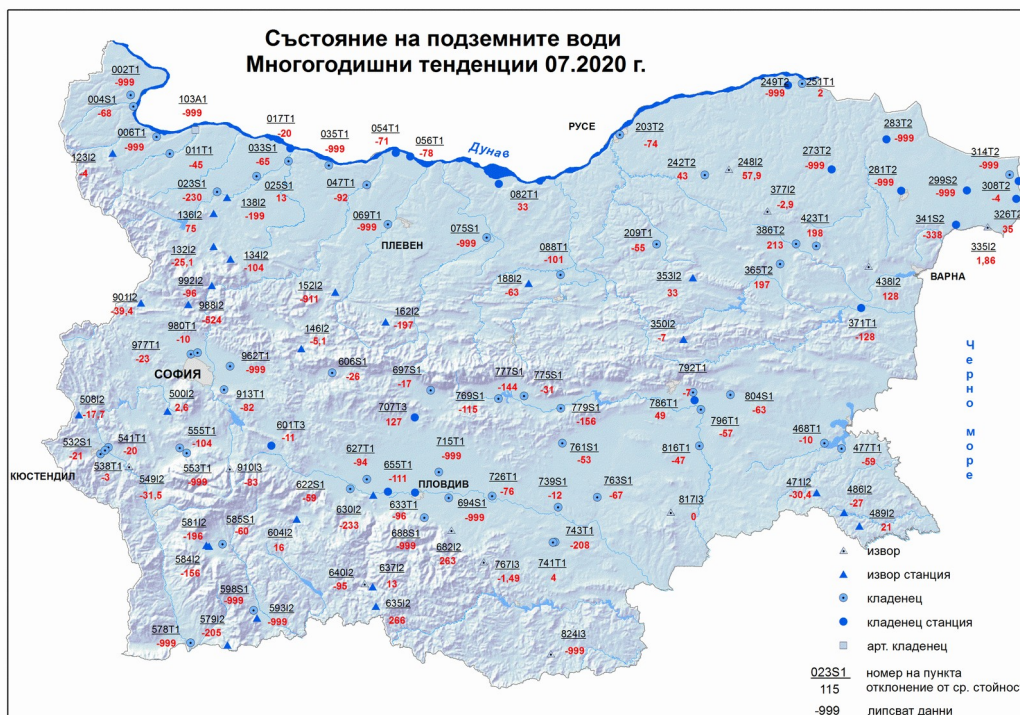 Състояние на подземните води
Многогодишни тенденции 07.2020 г.
002T1
-999
004S1
-68
103A1
-999
006T1
-999
017T1
-20
035T1
-999
054T1
-71
056T1
-78
Дунав
РУСЕ
203T2
-74
249T2
-999
251T1
2
283T2
-999
123I2
-4
011T1
-45
033S1
-65
023S1
-230
025S1
13
047T1
-92
082T1
33
242T2
43
248I2
57,9
273T2
-999
314T2
-999
138I2
-199
136I2
75
069T1
-999
ПЛЕВЕН
075S1
-999
377I2
-2,9
281T2
-999
299S2
-999
308T2
-4
326T2
35
132I2
-25,1
134I2
-104
088T1
-101
209T1
-55
386T2
213
423T1
198
341S2
-338
335I2
1,86
992I2
-96
901I2
-39,4
988I2
-624
152I2
-911
188I2
-63
353I2
33
365T2
197
438I2
128
ВАРНА
162I2
-197
980T1
-10
977T1
-23
146I2
-5,1
350I2
-7
371T1
-128
Черно море
СОФИЯ
962T1
-999
606S1
-26
697S1
-17
777S1
-144
775S1
-31
792T1
-7
508I2
-17,7
500I2
2,6
913T1
-82
769S1
-115
779S1
-156
786T1
49
804S1
-63
707T3
127
796T1
-57
532S1
-21
541T1
-20
555T1
-104
601T3
-11
627T1
-94
715T1
-999
761S1
-53
816T1
-47
468T1
-10
477T1
-59
КЮСТЕНДИЛ
538T1
-3
549I2
-31,5
553T1
-999
910I3
-83
622S1
-59
655T1
-111
ПЛОВДИВ
726T1
-76
739S1
-12
763S1
-67
471I2
-30,4
486I2
-27
630I2
-233
633T1
-96
694S1
-999
817I3
0
489I2
21
581I2
-196
585S1
-60
604I2
16
688S1
-999
682I2
263
743T1
-208
584I2
-156
640I2
-95
637I2
13
767I3
-1,49
741T1
4
598S1
-999
593I2
-999
635I2
266
579I2
-205
578T1
-999
824I3
-999
извор
извор станция
кладенец
кладенец станция
арт. кладенец
023S1 номер на пункта
115 отклонение от ср. стойнос
-999 липсват данни